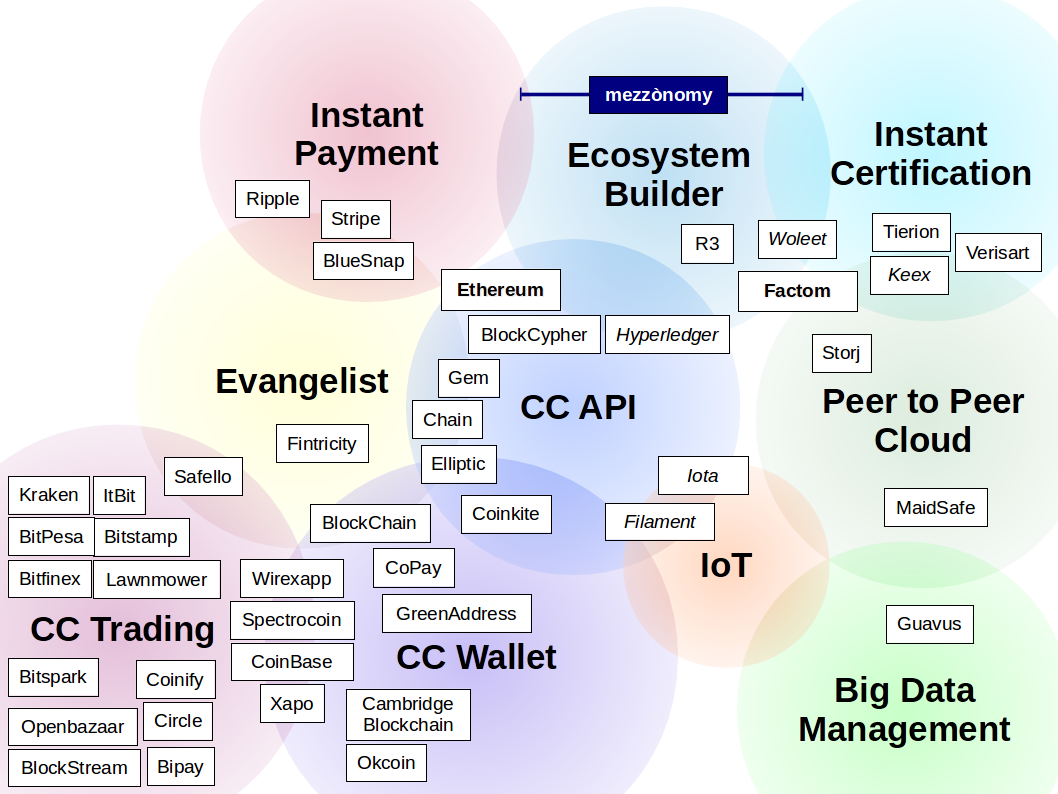 mezzònomy
Instant
Payment
Ecosystem
Builder
Instant
Certification
Ripple
Stripe
BlueSnap
R3
Woleet
Tierion
Verisart
Keex
Ethereum
Factom
BlockCypher
Hyperledger
Storj
Evangelist
Gem
CC API
Chain
Peer to Peer
Cloud
Fintricity
Elliptic
Safello
Iota
Kraken
ItBit
MaidSafe
BitPesa
Bitstamp
BlockChain
Coinkite
Filament
IoT
Bitfinex
Lawnmower
Wirexapp
CoPay
Spectrocoin
GreenAddress
Guavus
CC Trading
CoinBase
CC Wallet
Bitspark
Coinify
Xapo
Cambridge
Blockchain
Big Data
Management
Openbazaar
Circle
BlockStream
Bipay
Okcoin